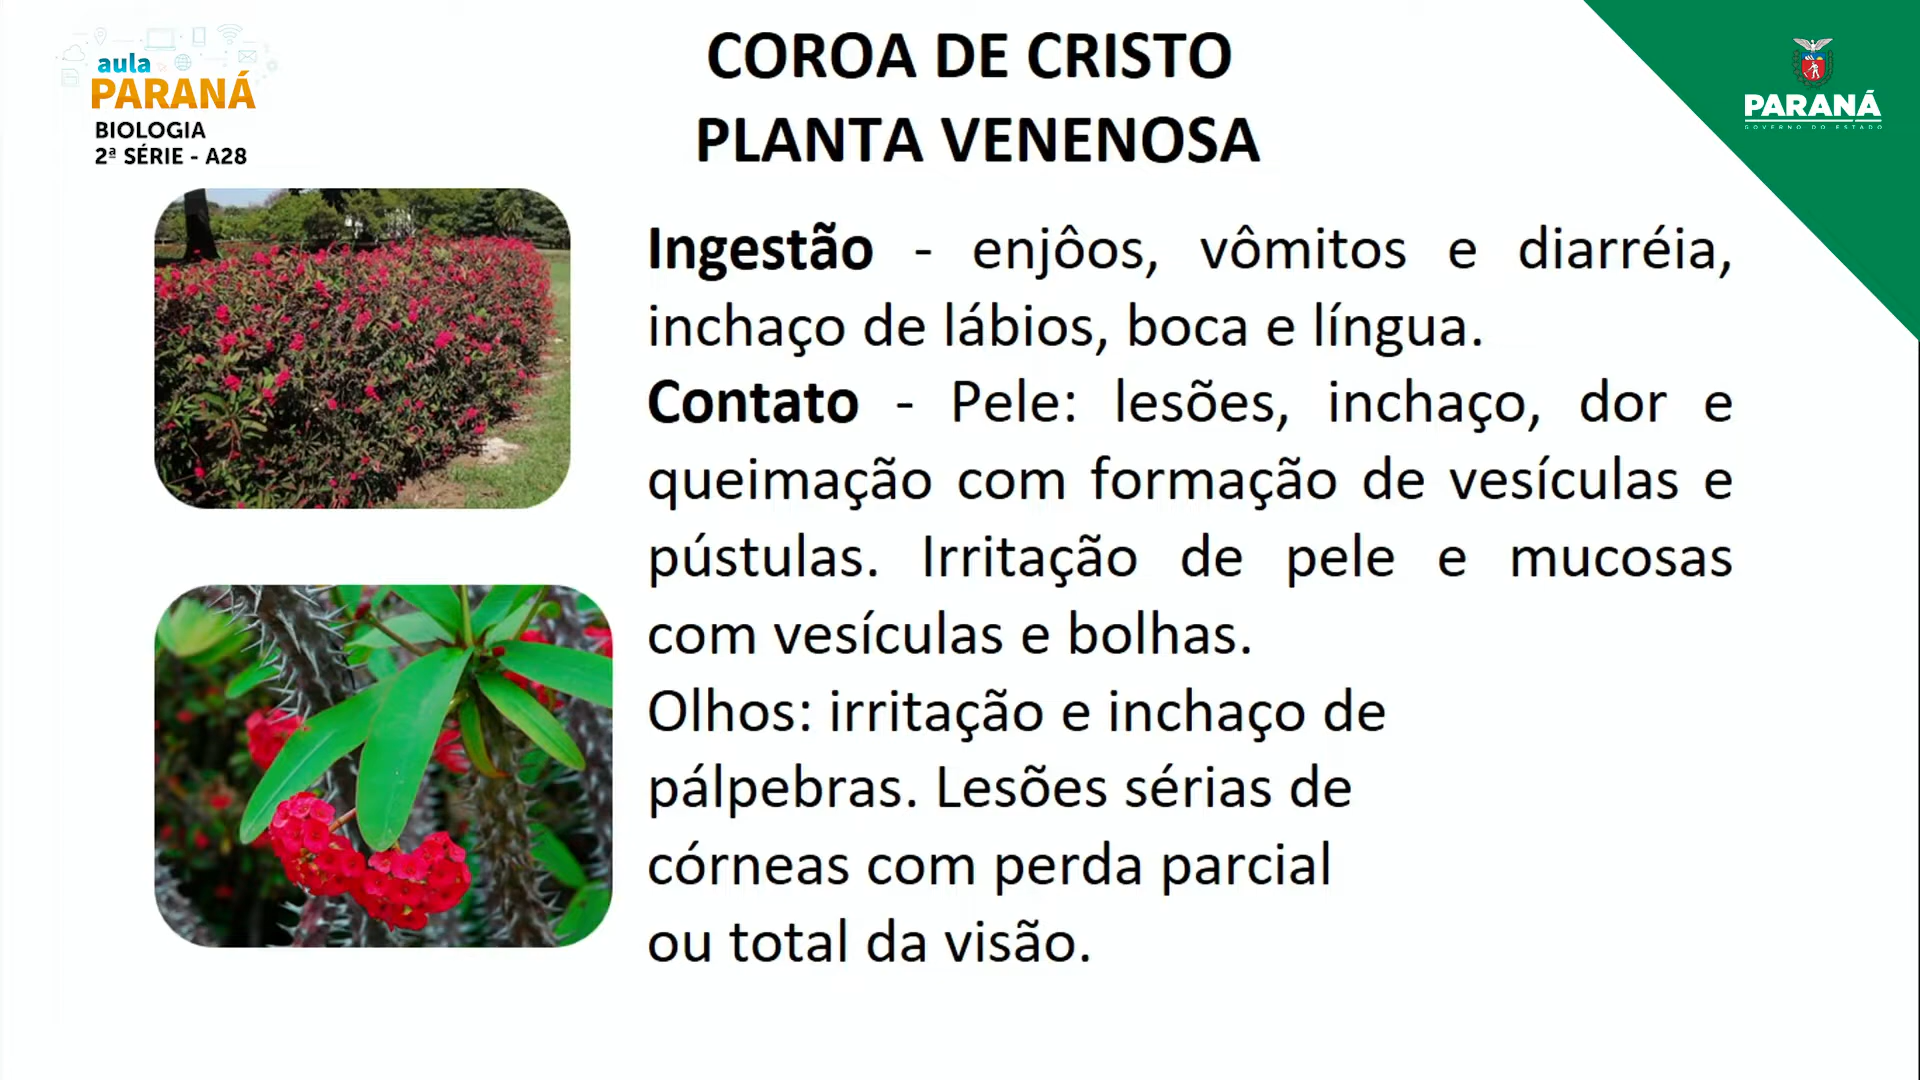 aula
PARANÁ
BIOLOGIA
2ª SÉRIE - A28
COROA DE CRISTO
PLANTA VENENOSA
PARANÁ
GOVERNO DO ESTADO
Ingestão - enjôos, vômitos e diarréia,
inchaço de lábios, boca e língua.
Contato - Pele: lesões, inchaço, dor e
queimação com formação de vesículas e
pústulas. Irritação de pele e mucosas
com vesículas e bolhas.
Olhos: irritação e inchaço de
pálpebras. Lesões sérias de
córneas com perda parcial
ou total da visão.